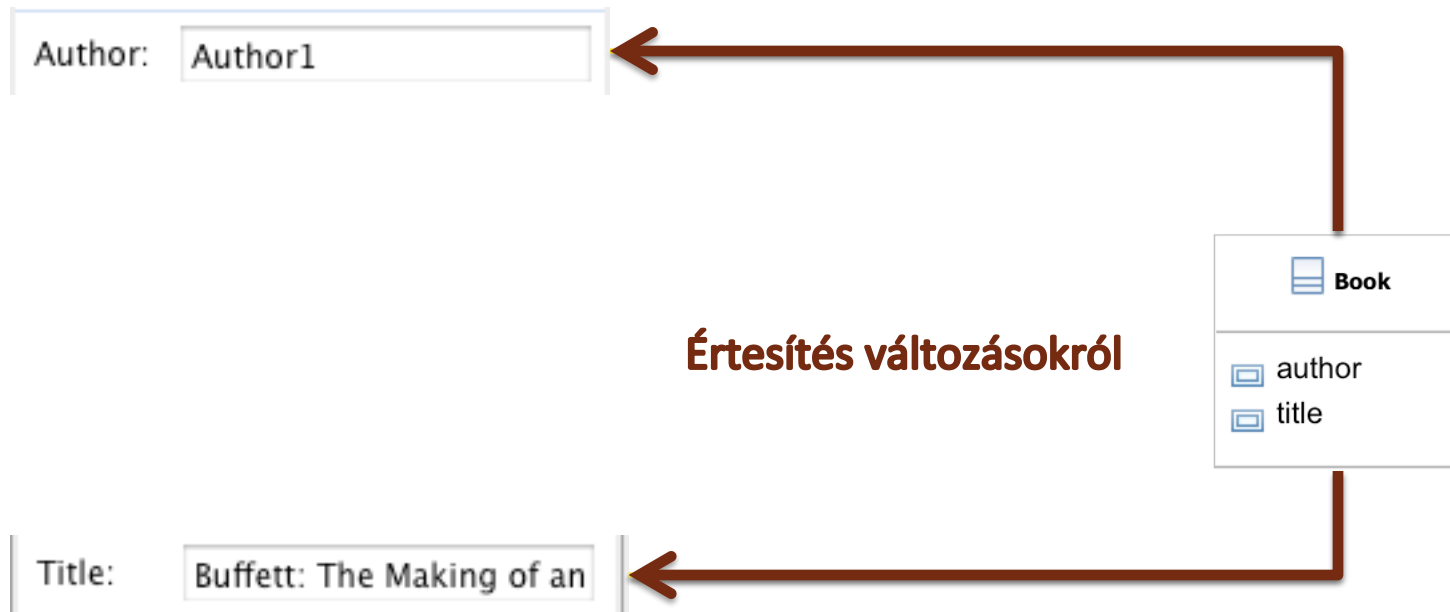 Author: Author1
Book
Értesítés változásokról
author
title
Title: Buffett: The Making of an